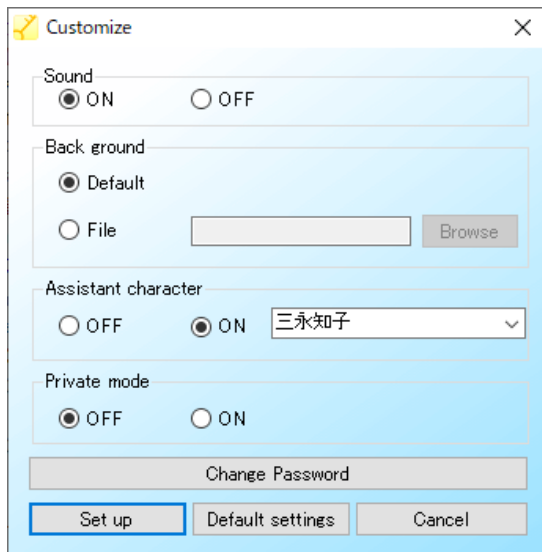 Customize
Sound
ON OFF
Back ground
Default
File Browse
Assistant character
OFF ON 三永知子
Private mode
OFF ON
Change Password
Set up Default settings Cancel